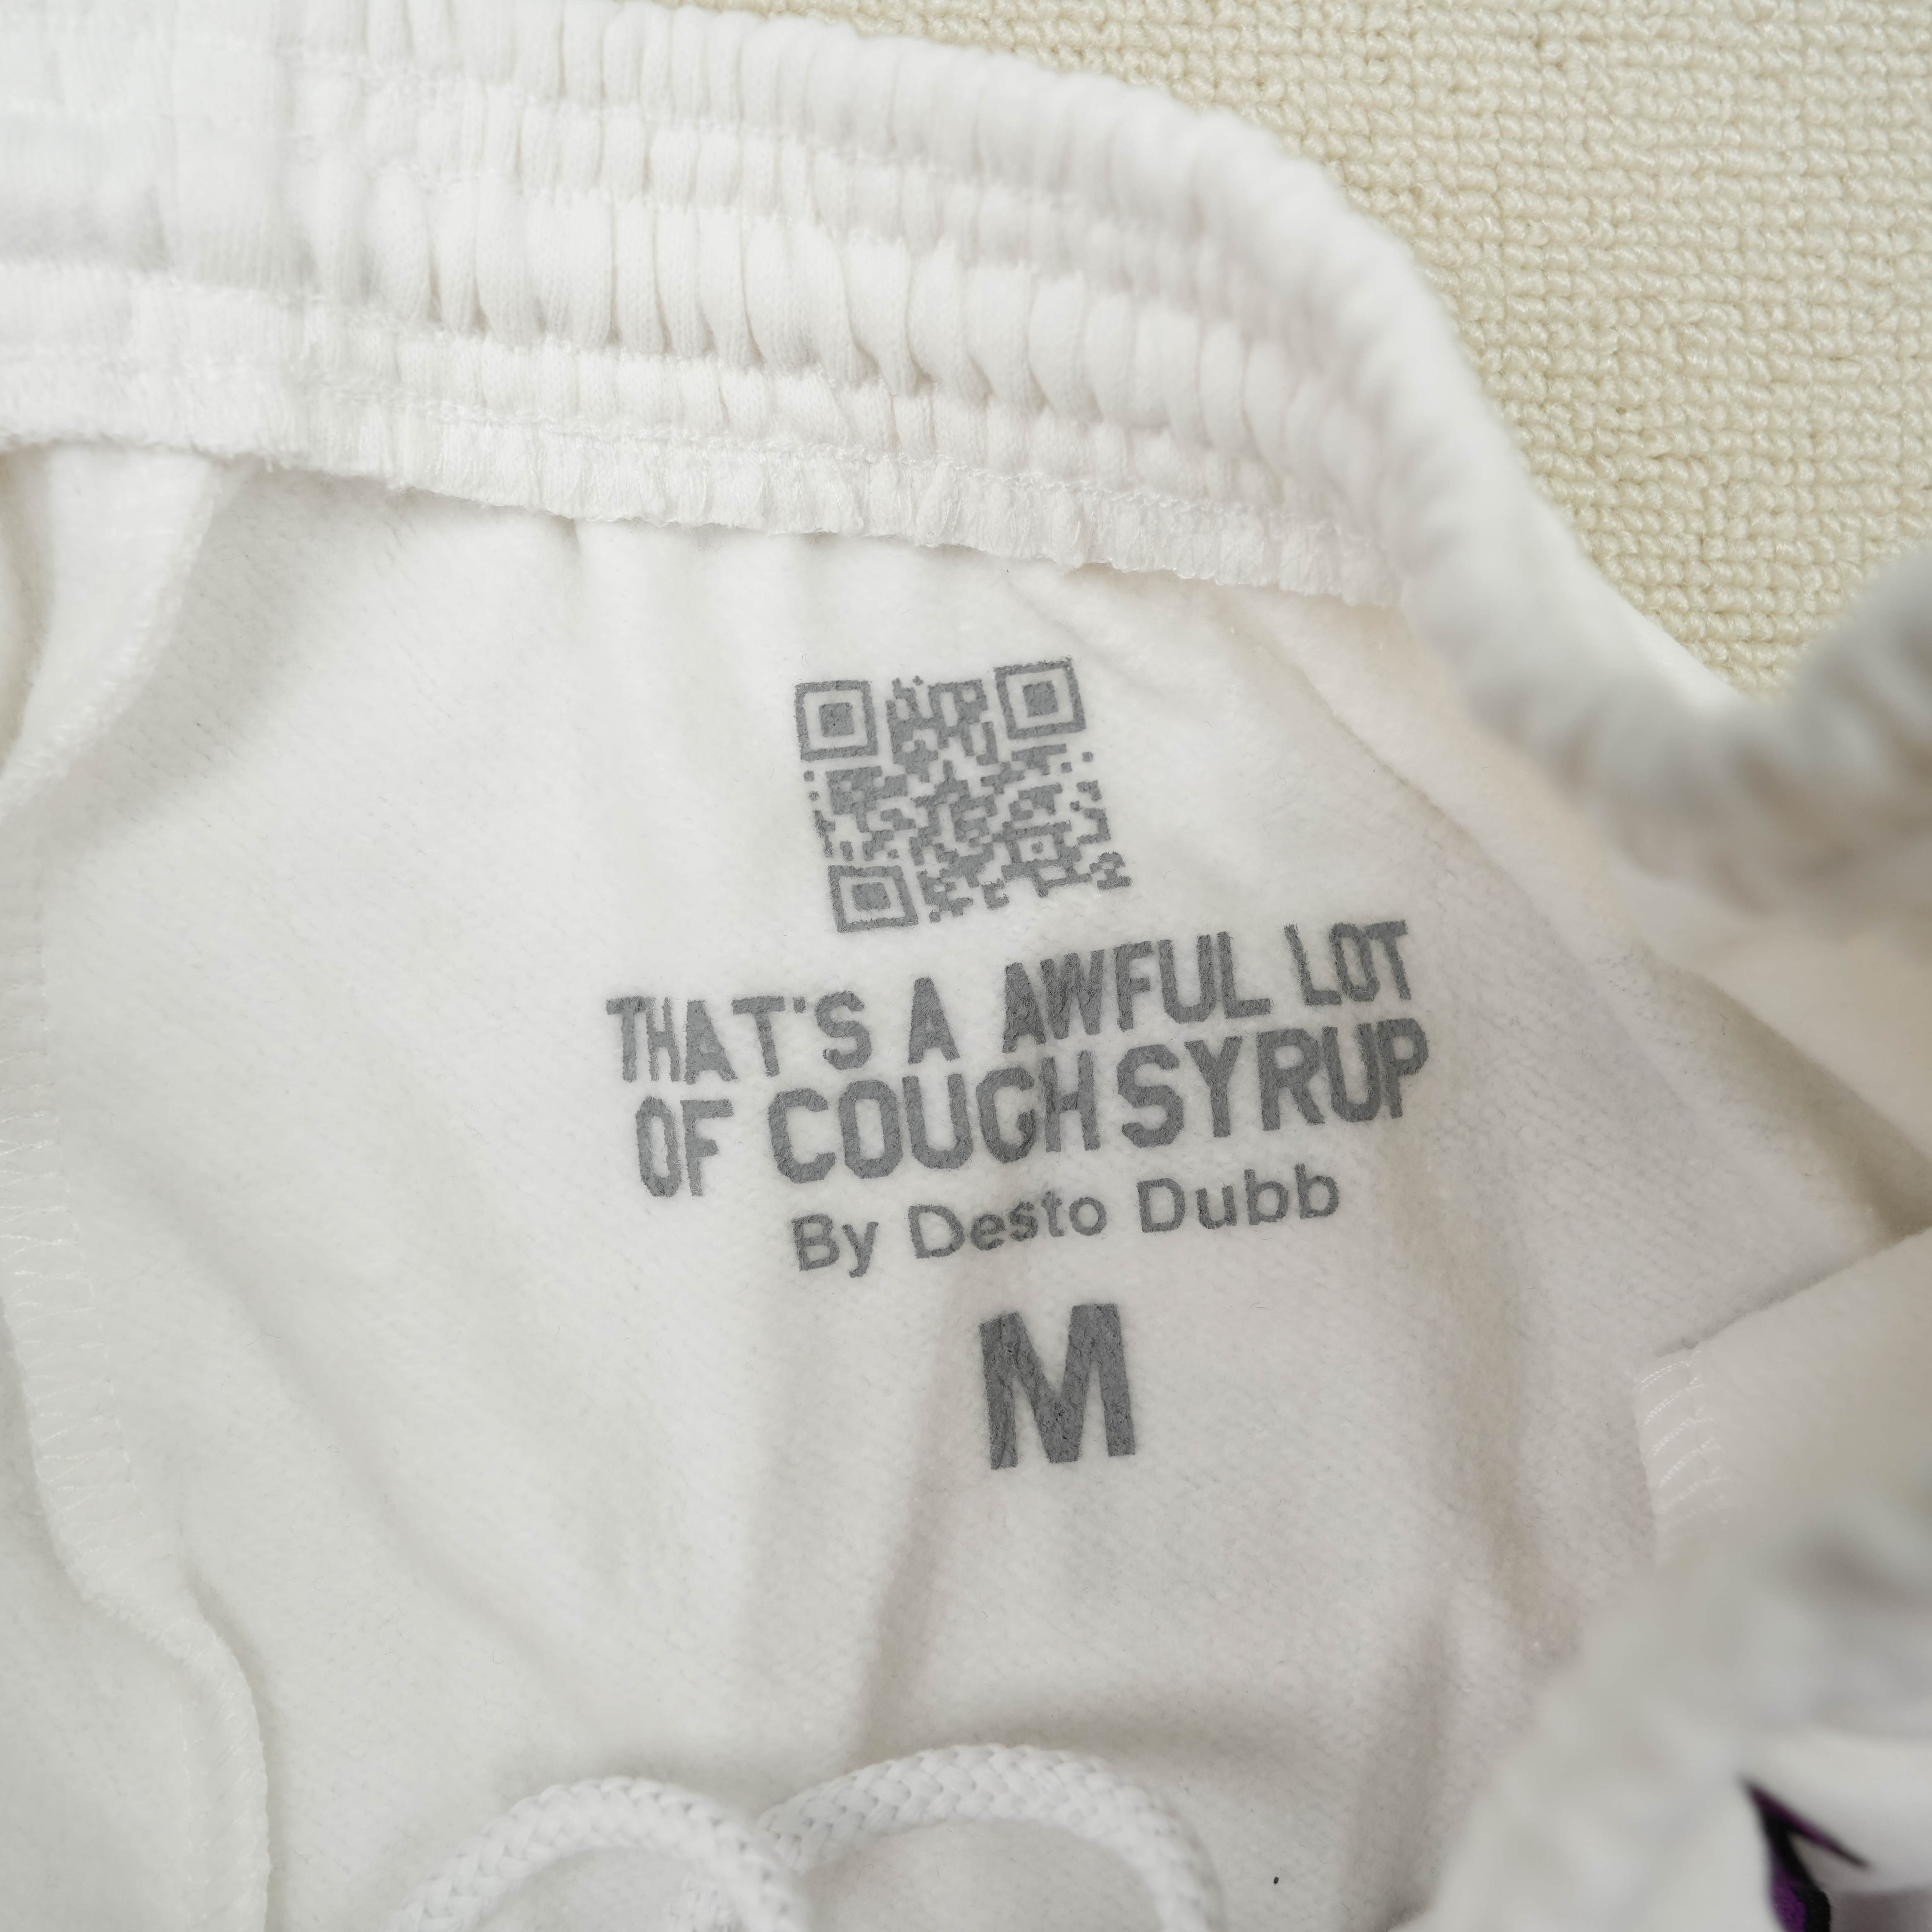 THAT'S A AWFUL LOT
OF COUGH SYRUP
By Desto Dubb
M